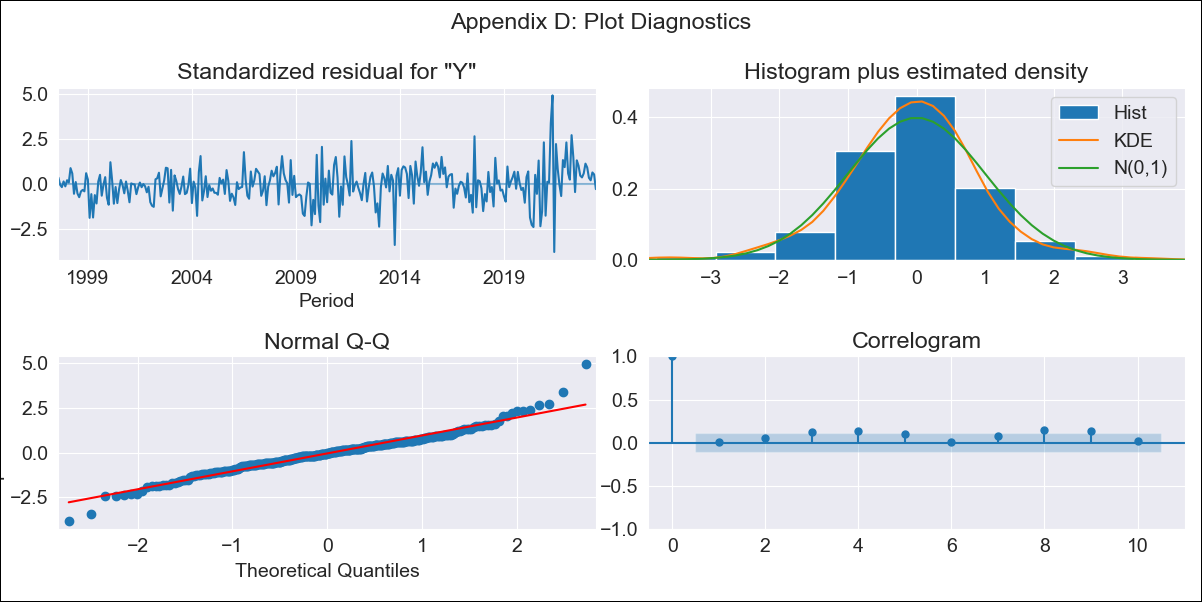 Appendix D: Plot Diagnostics
Standardized residual for "Y"
5.0
2.5
0.0
−2.5
1999 2004 2009 2014 2019
Period
Histogram plus estimated density
Hist
KDE
N(0,1)
0.4
0.2
0.0
−3 −2 −1 0 1 2 3
Normal Q-Q
5.0
2.5
0.0
−2.5
−2 −1 0 1 2
Theoretical Quantiles
Correlogram
1.0
0.5
0.0
−0.5
−1.0
0 2 4 6 8 10